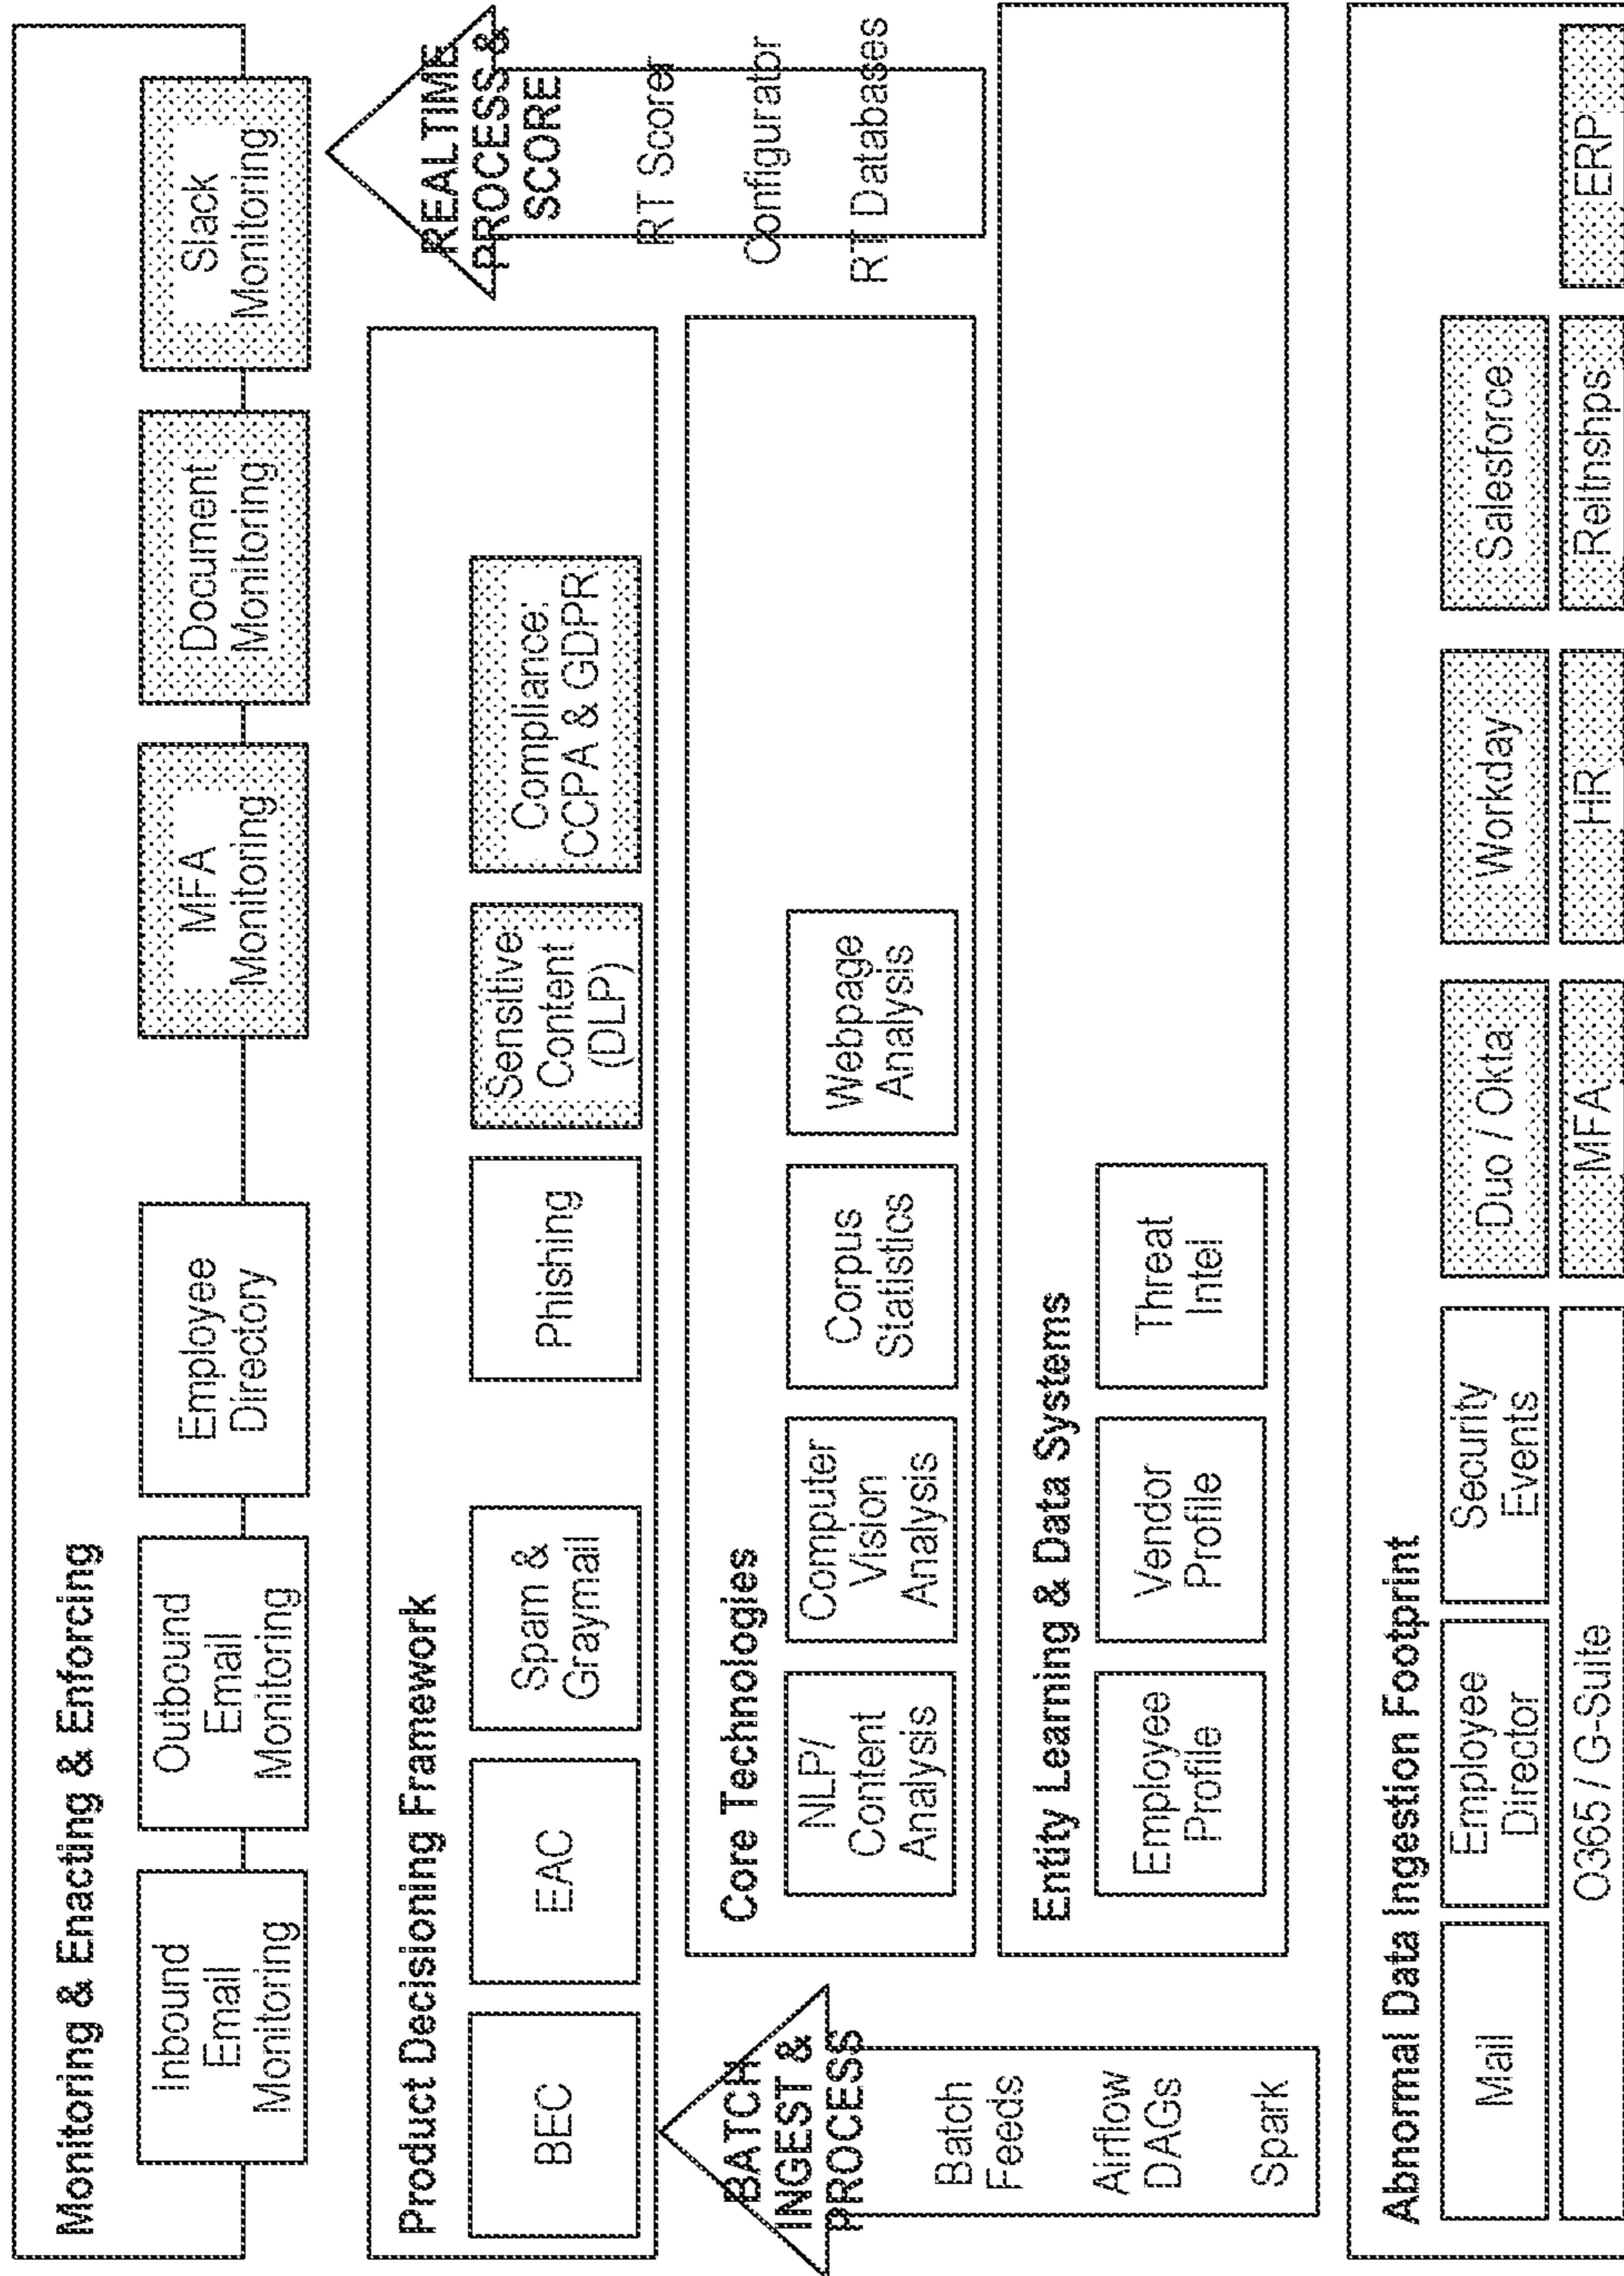 Monitoring & Enacting & Enforcing
Inbound
Email
Monitoring
Outbound
Email
Monitoring
Employee
Directory
MFA
Monitoring
Document
Monitoring
Slack
Monitoring
Product Decisioning Framework
BEC
EAC
Spam &
Graymail
Phishing
Sensitive
Content
(DLP)
Compliance:
CCPA & GDPR
REALTIME
PROCESS &
SCORE
RT Scorer
Configurator
RT Databases
BATCH
INGEST &
PROCESS
Batch
Feeds
Airflow
DAGs
Spark
Core Technologies
NLP/
Content
Analysis
Computer
Vision
Analysis
Corpus
Statistics
Webpage
Analysis
Entity Learning & Data Systems
Employee
Profile
Vendor
Profile
Threat
Intel
Abnormal Data Ingestion Footprint
Mail
Employee
Director
Security
Events
Duo / Okta
Workday
Salesforce
O365 / G-Suite
MFA
HR
Reltnshps
ERP